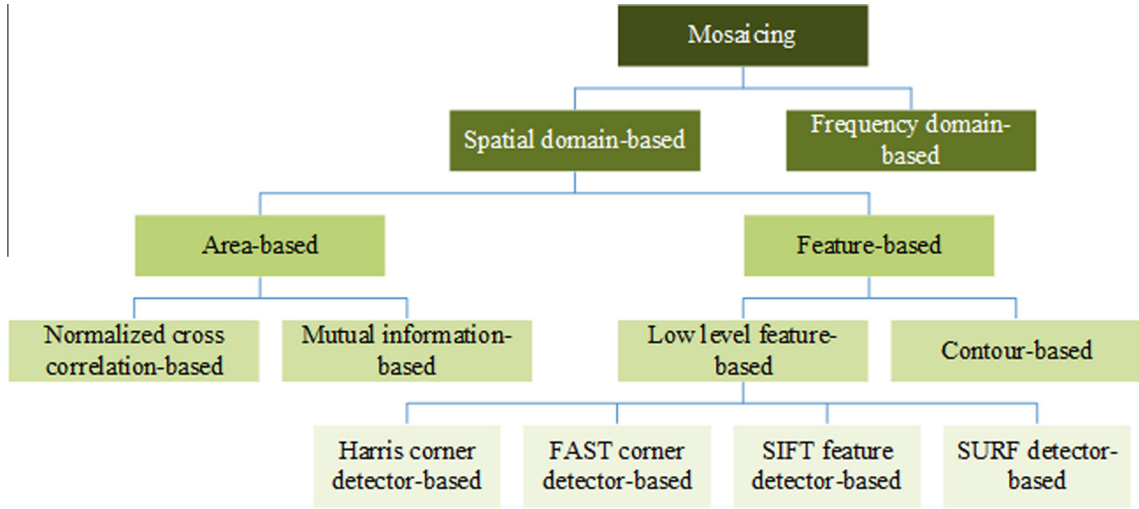 Mosaicing
Spatial domain-based
Frequency domain-
based
Area-based
Feature-based
Normalized cross
correlation-based
Mutual information-
based
Low level feature-
based
Contour-based
Harris corner
detector-based
FAST corner
detector-based
SIFT feature
detector-based
SURF detector-
based